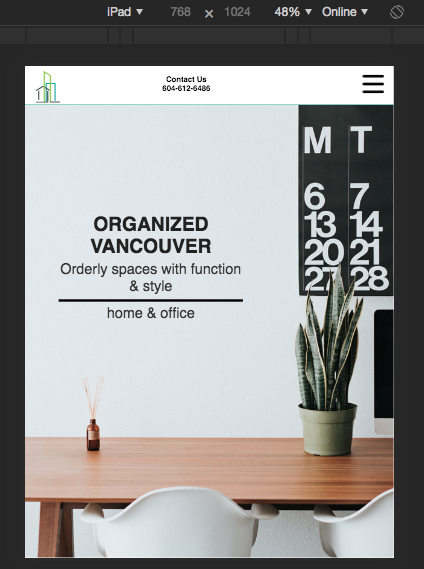 iPad ▼ 768 × 1024 48% ▼ Online ▼
Contact Us
604-612-6486
M T
6 7
13 14
20 21
27 28
ORGANIZED
VANCOUVER
Orderly spaces with function
& style
home & office